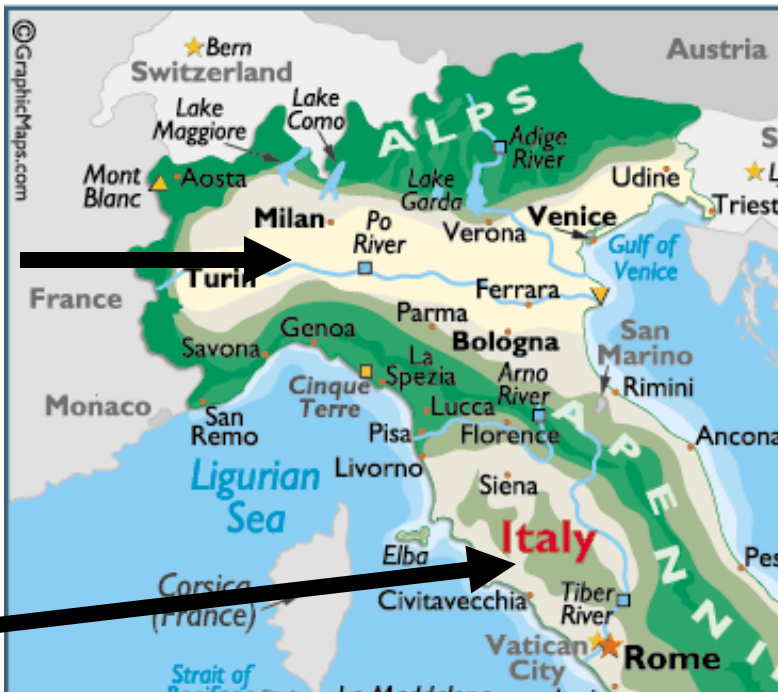 ©GraphicMaps.com
Bern
Switzerland
Austria
Lake
Maggiore
Lake
Como
ALPS
Adige
River
Mont
Blanc
Aosta
Lake
Garda
Udine
Milan
Po
River
Verona
Venice
Triest
Gulf of
Venice
Turin
France
Ferrara
Parma
Genoa
Bologna
San
Marino
Savona
La
Spezia
Arno
River
Cinque
Terre
Rimini
Monaco
San
Remo
Lucca
Pisa
Florence
Ancona
Livorno
Ligurian
Sea
Siena
APENNI
Italy
Elba
Pes
Corsica
(France)
Civitavecchia
Tiber
River
Vatican
City
Rome
Strait of